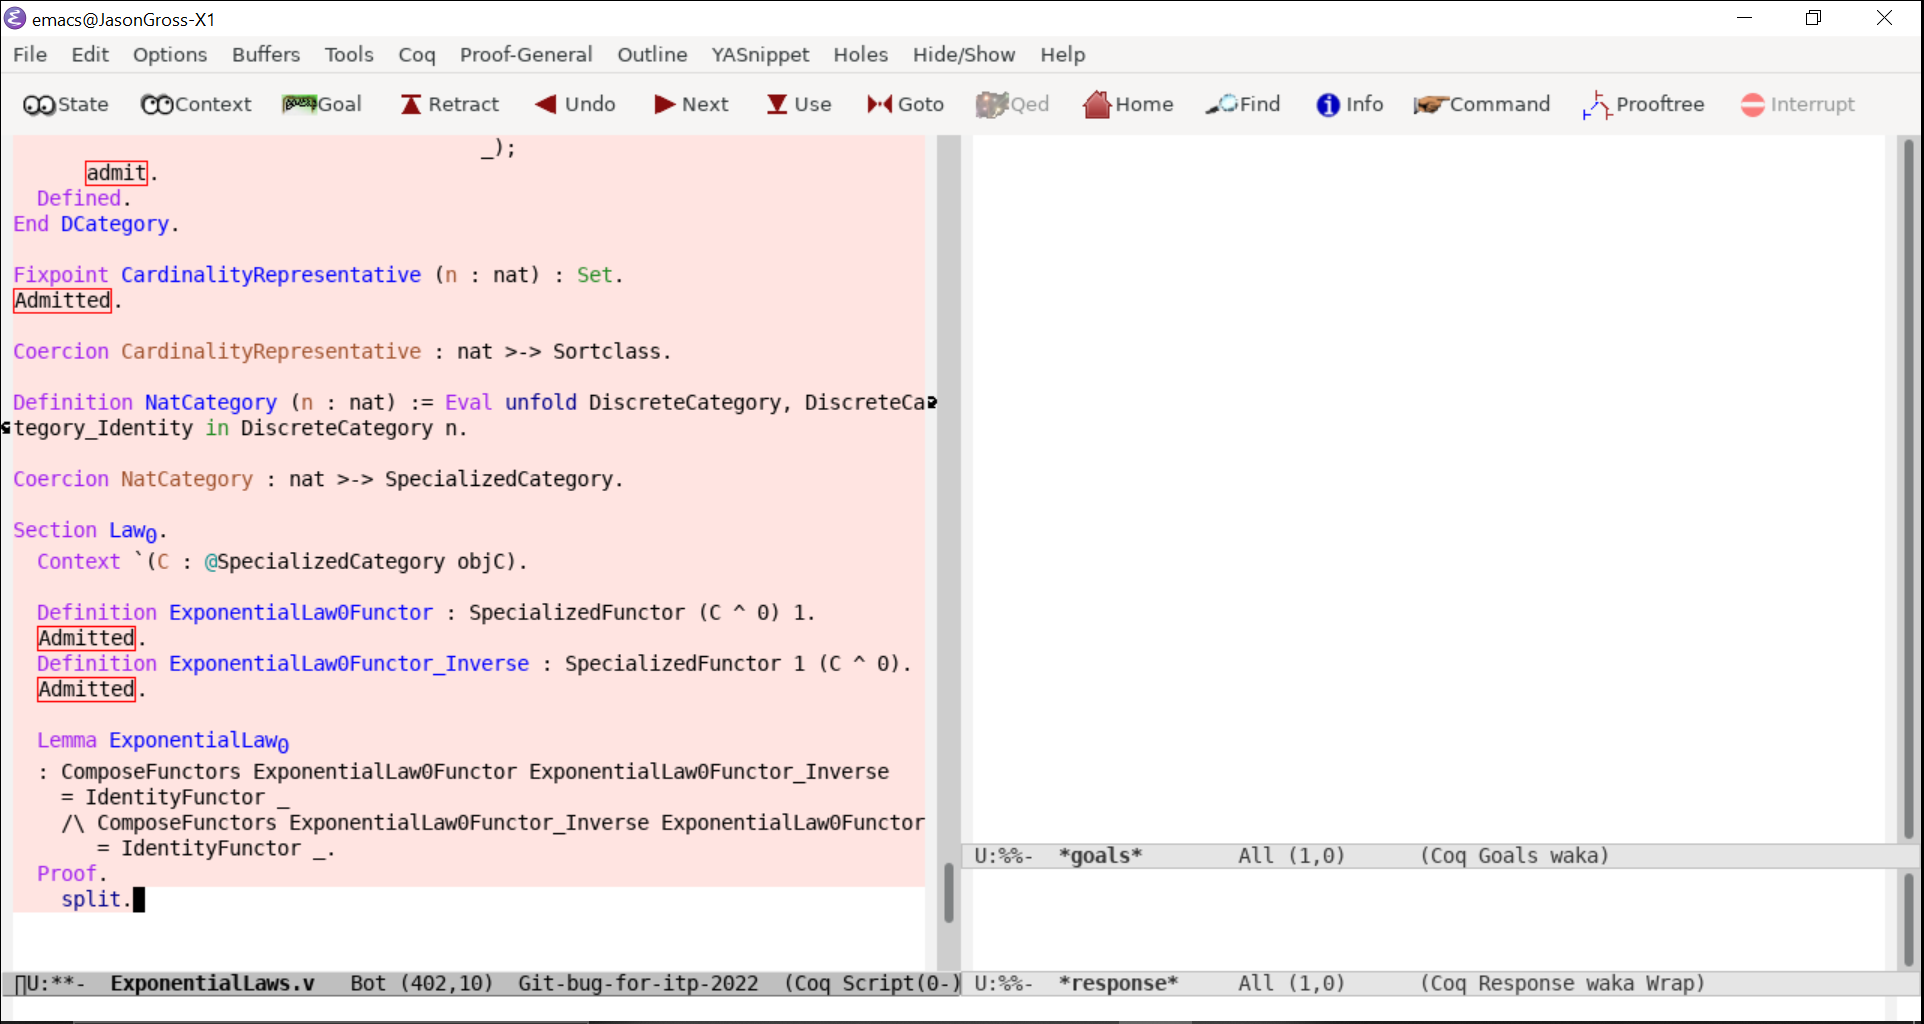 emacs@JasonGross-X1
File Edit Options Buffers Tools Coq Proof-General Outline YASnippet Holes Hide/Show Help
State Context Goal Retract Undo Next Use Goto Qed Home Find Info Command Prooftree Interrupt
_);
admit.
Defined.
End DCategory.
Fixpoint CardinalityRepresentative (n : nat) : Set.
Admitted.
Coercion CardinalityRepresentative : nat >-> Sortclass.
Definition NatCategory (n : nat) := Eval unfold DiscreteCategory, DiscreteCa
tegory_Identity in DiscreteCategory n.
Coercion NatCategory : nat >-> SpecializedCategory.
Section Law₀.
Context `(C : @SpecializedCategory objC).
Definition ExponentialLaw0Functor : SpecializedFunctor (C ^ 0) 1.
Admitted.
Definition ExponentialLaw0Functor_Inverse : SpecializedFunctor 1 (C ^ 0).
Admitted.
Lemma ExponentialLaw₀
: ComposeFunctors ExponentialLaw0Functor ExponentialLaw0Functor_Inverse
= IdentityFunctor _
/\ ComposeFunctors ExponentialLaw0Functor_Inverse ExponentialLaw0Functor
= IdentityFunctor _.
Proof.
split.
U:**- ExponentialLaws.v Bot (402,10) Git-bug-for-itp-2022 (Coq Script(0-)
U:%%- *goals* All (1,0) (Coq Goals waka)
U:%%- *response* All (1,0) (Coq Response waka Wrap)